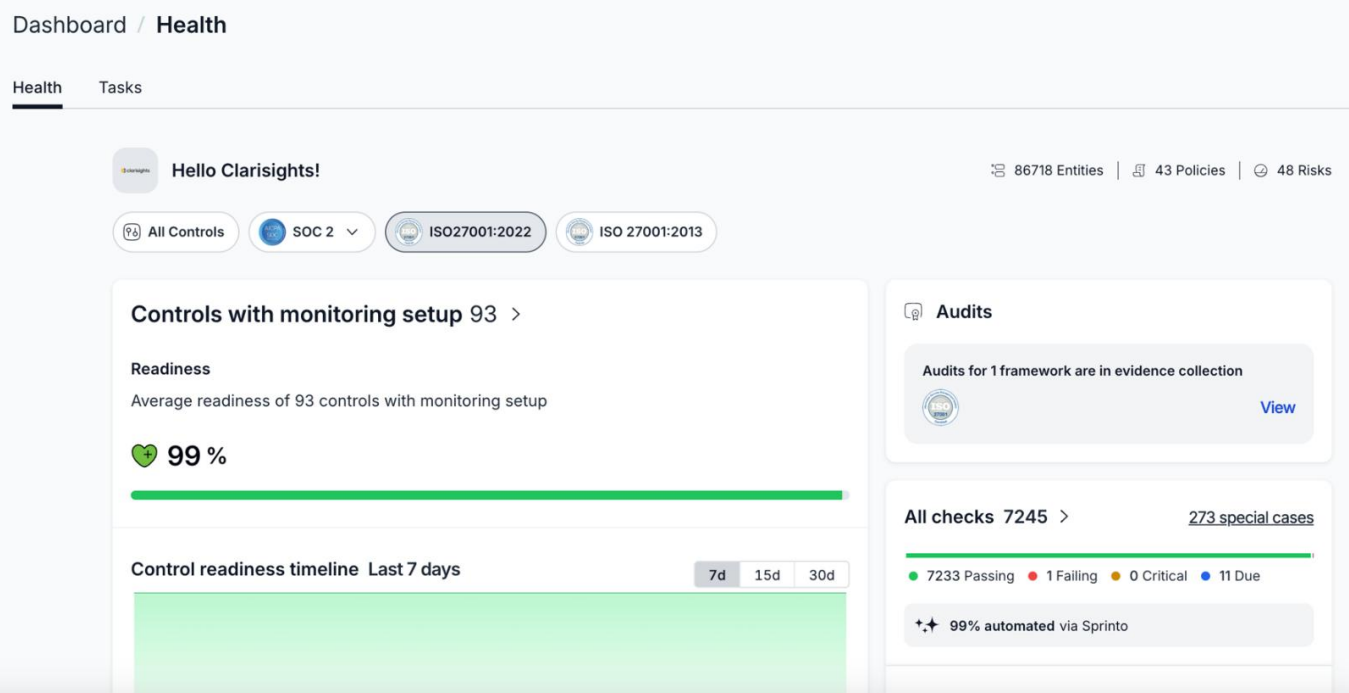 Dashboard / Health
Health Tasks
clarisights
Hello Clarisights!
86718 Entities | 43 Policies | 48 Risks
All Controls
SOC 2
ISO27001:2022
ISO 27001:2013
Controls with monitoring setup 93 >
Readiness
Average readiness of 93 controls with monitoring setup
99 %
Control readiness timeline Last 7 days
7d 15d 30d
Audits
Audits for 1 framework are in evidence collection
ISO
View
All checks 7245 >
273 special cases
7233 Passing 1 Failing 0 Critical 11 Due
99% automated via Sprinto